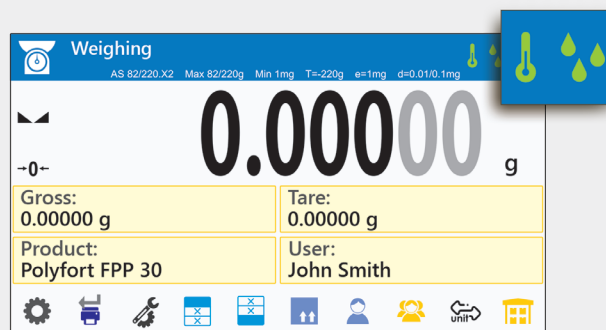 Weighing
AS 82/220.X2 Max 82/220g Min 1mg T=-220g e=1mg d=0.01/0.1mg
→0← 0.00000 g
Gross:
0.00000 g
Tare:
0.00000 g
Product:
Polyfort FPP 30
User:
John Smith
unit